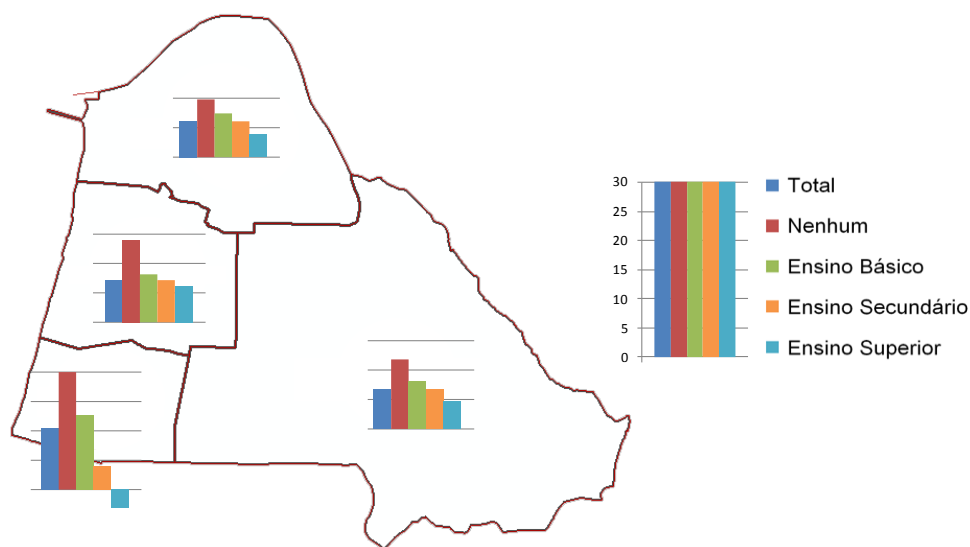 30
25
20
15
10
5
0
Total
Nenhum
Ensino Básico
Ensino Secundário
Ensino Superior